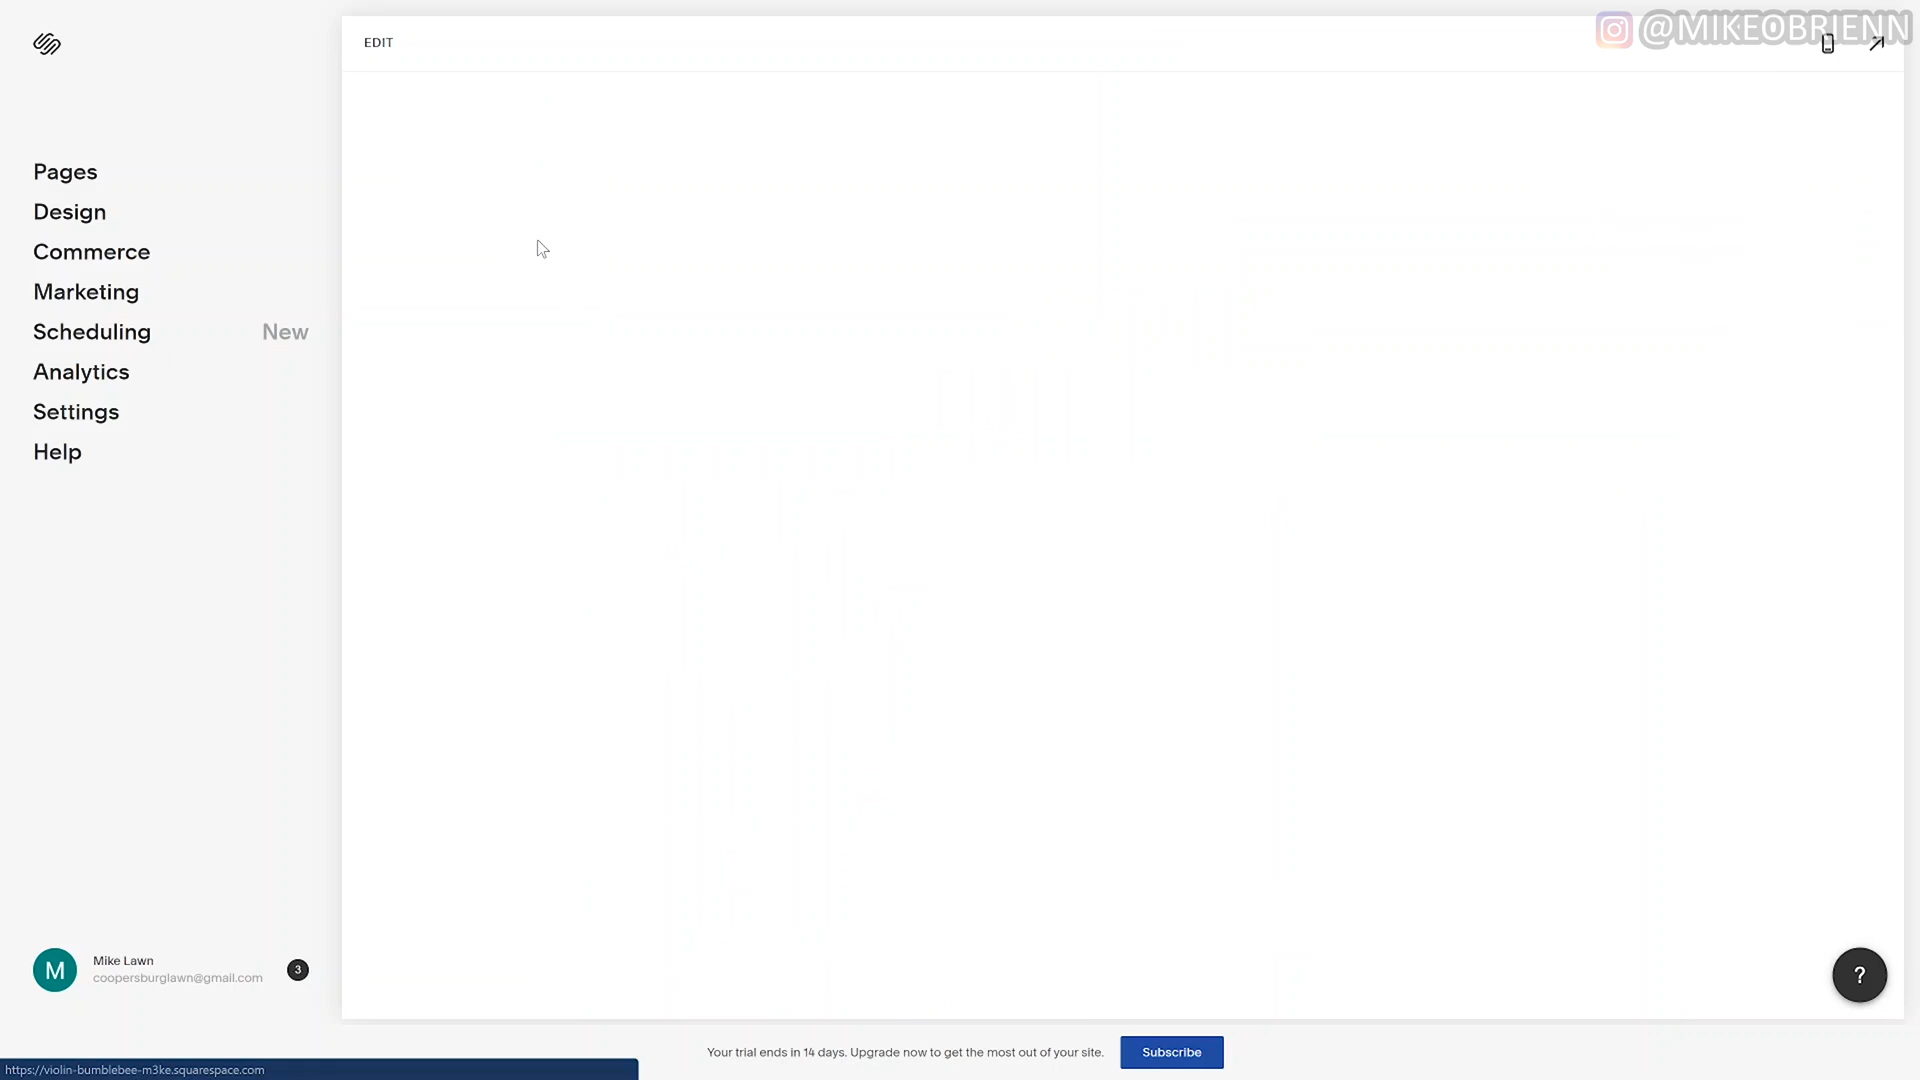 @MIKEOBRIENN
EDIT
Pages
Design
Commerce
Marketing
Scheduling New
Analytics
Settings
Help
M
Mike Lawn
coopersburglawn@gmail.com
3
?
Your trial ends in 14 days. Upgrade now to get the most out of your site.
Subscribe
https://violin-bumblebee-m3ke.squarespace.com